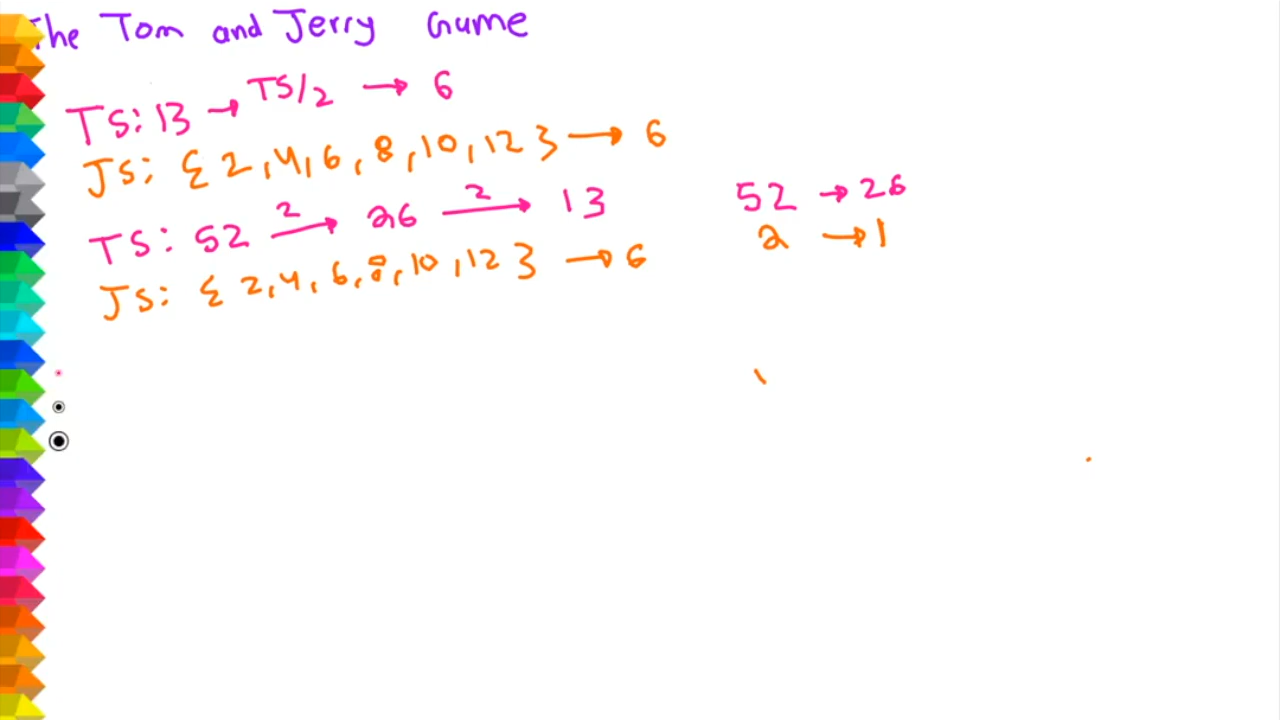 The Tom and Jerry Game
TS: 13 → TS/2 → 6
JS: { 2, 4, 6, 8, 10, 12 } → 6
TS: 52 2→ 26 2→ 13
JS: { 2, 4, 6, 8, 10, 12 } → 6
52 → 26
2 → 1